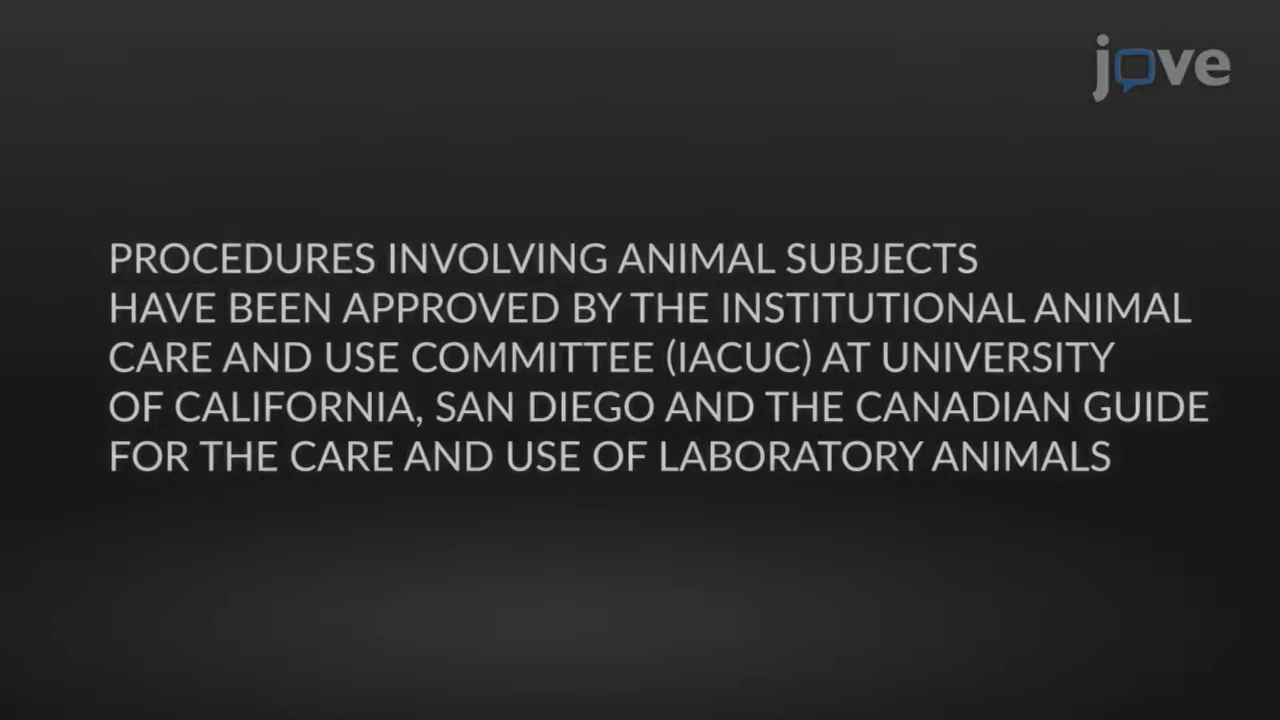 jove
PROCEDURES INVOLVING ANIMAL SUBJECTS
HAVE BEEN APPROVED BY THE INSTITUTIONAL ANIMAL
CARE AND USE COMMITTEE (IACUC) AT UNIVERSITY
OF CALIFORNIA, SAN DIEGO AND THE CANADIAN GUIDE
FOR THE CARE AND USE OF LABORATORY ANIMALS